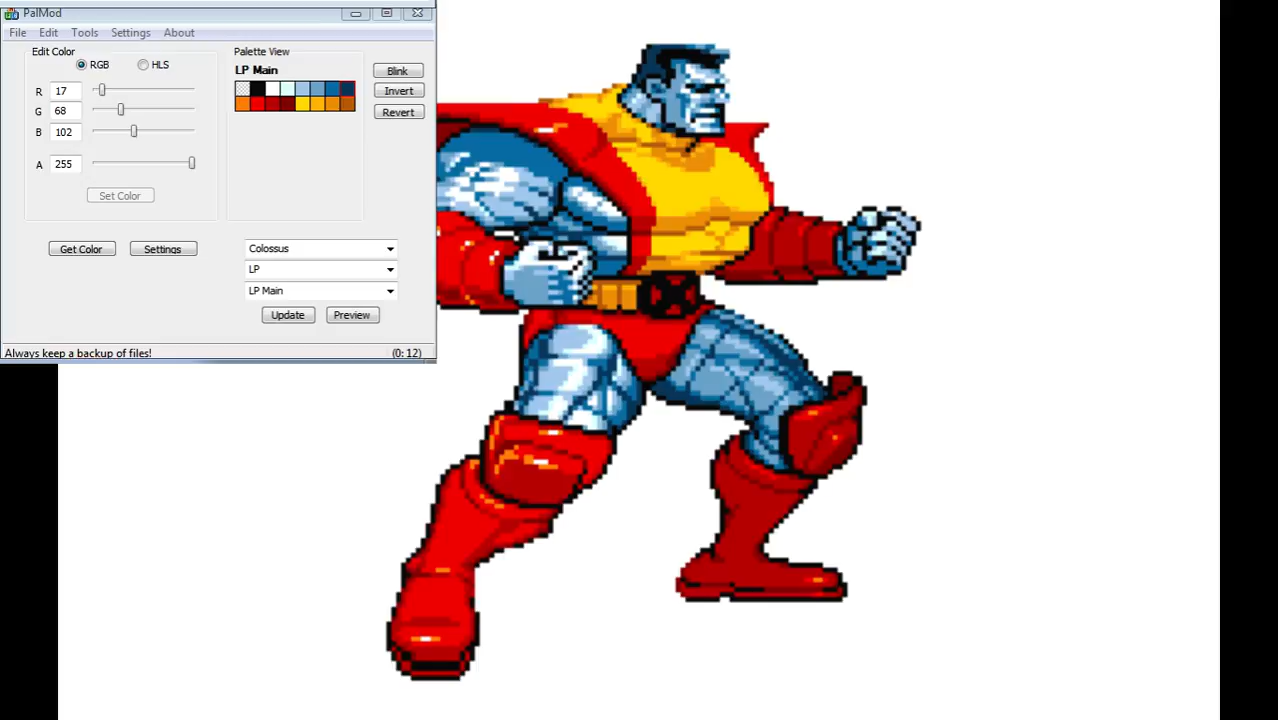 PalMod
File Edit Tools Settings About
Edit Color
RGB HLS
R 17
G 68
B 102
A 255
Set Color
Palette View
LP Main
Blink
Invert
Revert
Get Color Settings
Colossus
LP
LP Main
Update Preview
Always keep a backup of files! (0: 12)